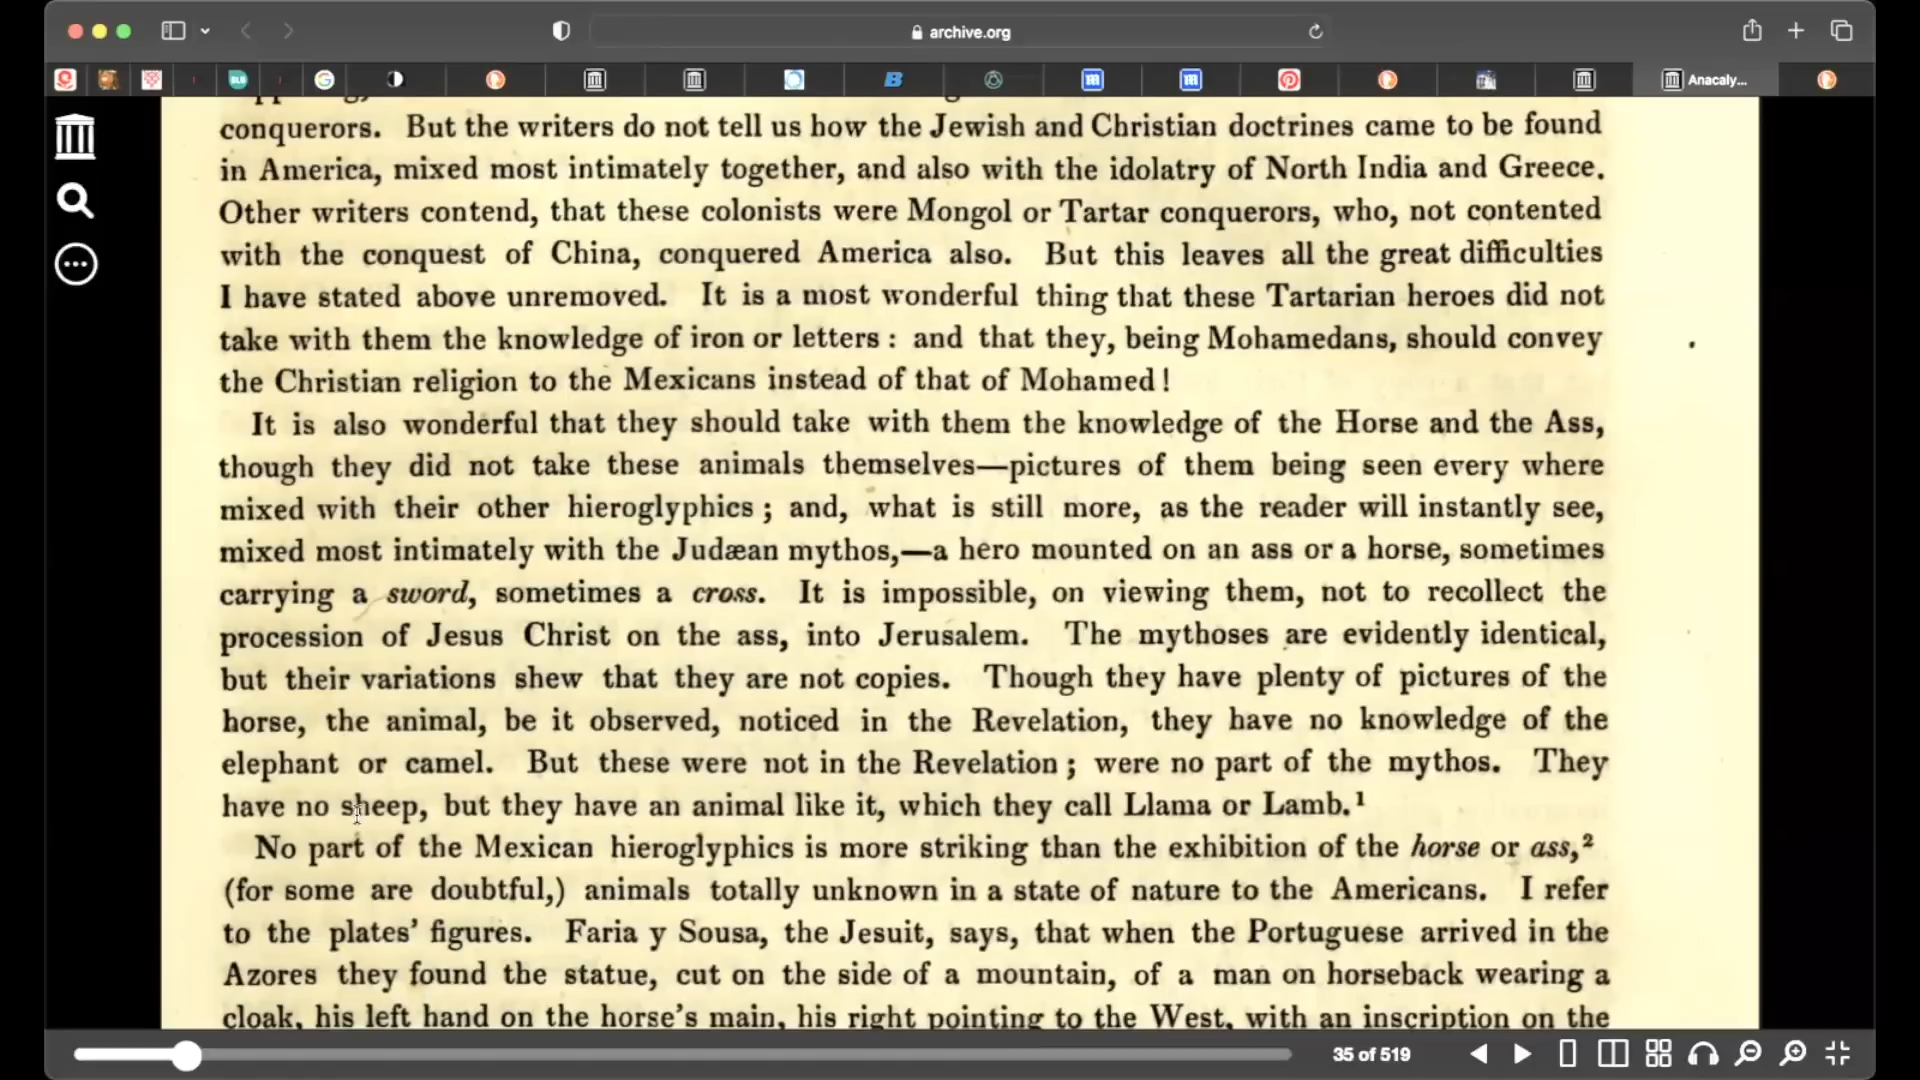 archive.org
BLB
Anacaly...
conquerors. But the writers do not tell us how the Jewish and Christian doctrines came to be found
in America, mixed most intimately together, and also with the idolatry of North India and Greece.
Other writers contend, that these colonists were Mongol or Tartar conquerors, who, not contented
with the conquest of China, conquered America also. But this leaves all the great difficulties
I have stated above unremoved. It is a most wonderful thing that these Tartarian heroes did not
take with them the knowledge of iron or letters : and that they, being Mohamedans, should convey
the Christian religion to the Mexicans instead of that of Mohamed !
It is also wonderful that they should take with them the knowledge of the Horse and the Ass,
though they did not take these animals themselves—pictures of them being seen every where
mixed with their other hieroglyphics ; and, what is still more, as the reader will instantly see,
mixed most intimately with the Judæan mythos,—a hero mounted on an ass or a horse, sometimes
carrying a sword, sometimes a cross. It is impossible, on viewing them, not to recollect the
procession of Jesus Christ on the ass, into Jerusalem. The mythoses are evidently identical,
but their variations shew that they are not copies. Though they have plenty of pictures of the
horse, the animal, be it observed, noticed in the Revelation, they have no knowledge of the
elephant or camel. But these were not in the Revelation ; were no part of the mythos. They
have no sheep, but they have an animal like it, which they call Llama or Lamb.¹
No part of the Mexican hieroglyphics is more striking than the exhibition of the horse or ass,²
(for some are doubtful,) animals totally unknown in a state of nature to the Americans. I refer
to the plates' figures. Faria y Sousa, the Jesuit, says, that when the Portuguese arrived in the
Azores they found the statue, cut on the side of a mountain, of a man on horseback wearing a
cloak, his left hand on the horse's main, his right pointing to the West, with an inscription on the
35 of 519